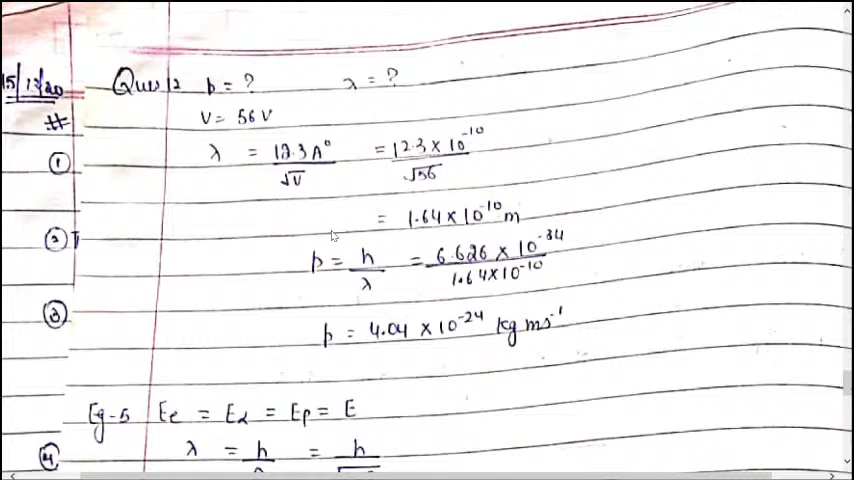 15/12/20 Ques 12 p = ? λ = ?
# V = 56 V
① λ = 12.3 A° / √V = 12.3 × 10⁻¹⁰ / √56
= 1.64 × 10⁻¹⁰ m
② p = h / λ = 6.626 × 10⁻³⁴ / 1.64 × 10⁻¹⁰
③ p = 4.04 × 10⁻²⁴ kg ms⁻¹
Eg-5 Ee = Eα = Ep = E
④ λ = h = h